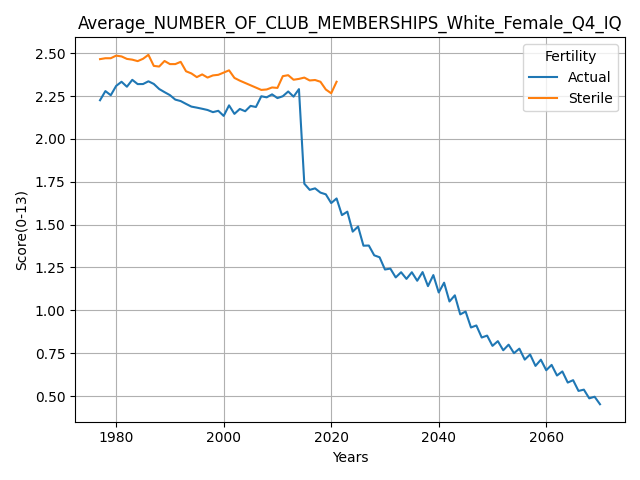 Average_NUMBER_OF_CLUB_MEMBERSHIPS_White_Female_Q4_IQ
Fertility
Actual
Sterile
Score(0-13)
2.50
2.25
2.00
1.75
1.50
1.25
1.00
0.75
0.50
1980 2000 2020 2040 2060
Years